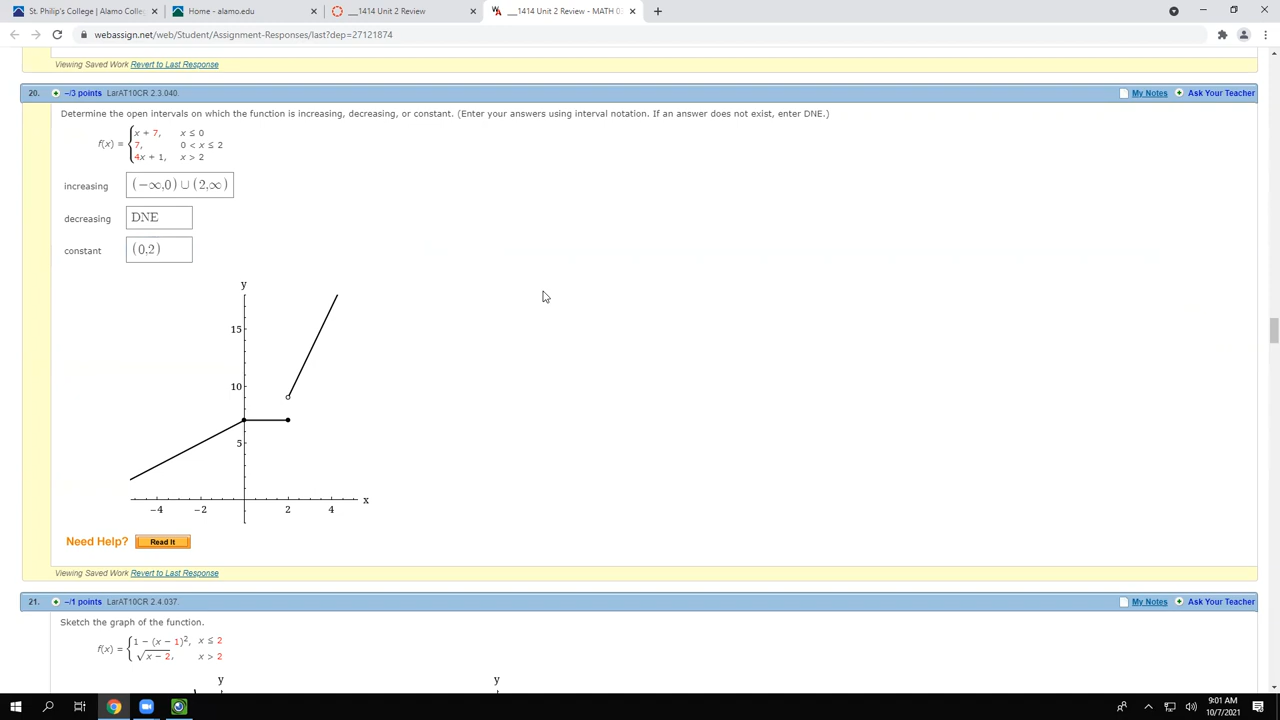 St. Philip's College | Alamo Colleg
Home - alamo.edu
__1414 Unit 2 Review
__1414 Unit 2 Review - MATH 03
webassign.net/web/Student/Assignment-Responses/last?dep=27121874
Viewing Saved Work Revert to Last Response
20. –/3 points LarAT10CR 2.3.040. My Notes Ask Your Teacher
Determine the open intervals on which the function is increasing, decreasing, or constant. (Enter your answers using interval notation. If an answer does not exist, enter DNE.)
x + 7, x ≤ 0
f(x) = 7, 0 < x ≤ 2
4x + 1, x > 2
increasing (−∞,0) ∪ (2,∞)
decreasing DNE
constant (0,2)
y
15
10
5
x
−4 −2 2 4
Need Help? Read It
Viewing Saved Work Revert to Last Response
21. –/1 points LarAT10CR 2.4.037. My Notes Ask Your Teacher
Sketch the graph of the function.
f(x) = 1 − (x − 1)², x ≤ 2
√x − 2, x > 2
y y
9:01 AM
10/7/2021